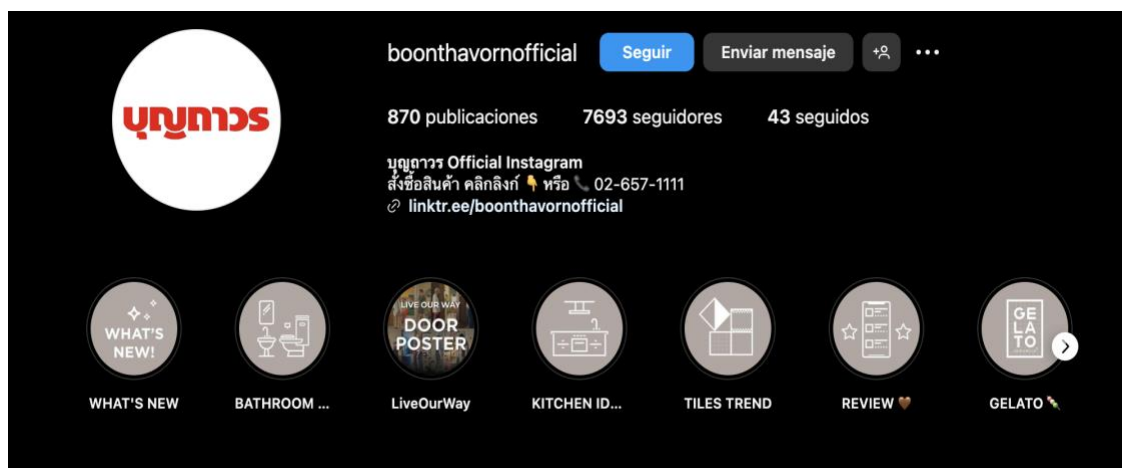 boonthavornofficial Seguir Enviar mensaje
บุญถาวร
870 publicaciones 7693 seguidores 43 seguidos
บุญถาวร Official Instagram
สั่งซื้อสินค้า คลิกลิงก์ 👇 หรือ 📞 02-657-1111
linktr.ee/boonthavornofficial
WHAT'S
NEW!
LIVE OUR WAY
DOOR
POSTER
GE
LA
TO
WHAT'S NEW BATHROOM ... LiveOurWay KITCHEN ID... TILES TREND REVIEW 🤎 GELATO 🍡